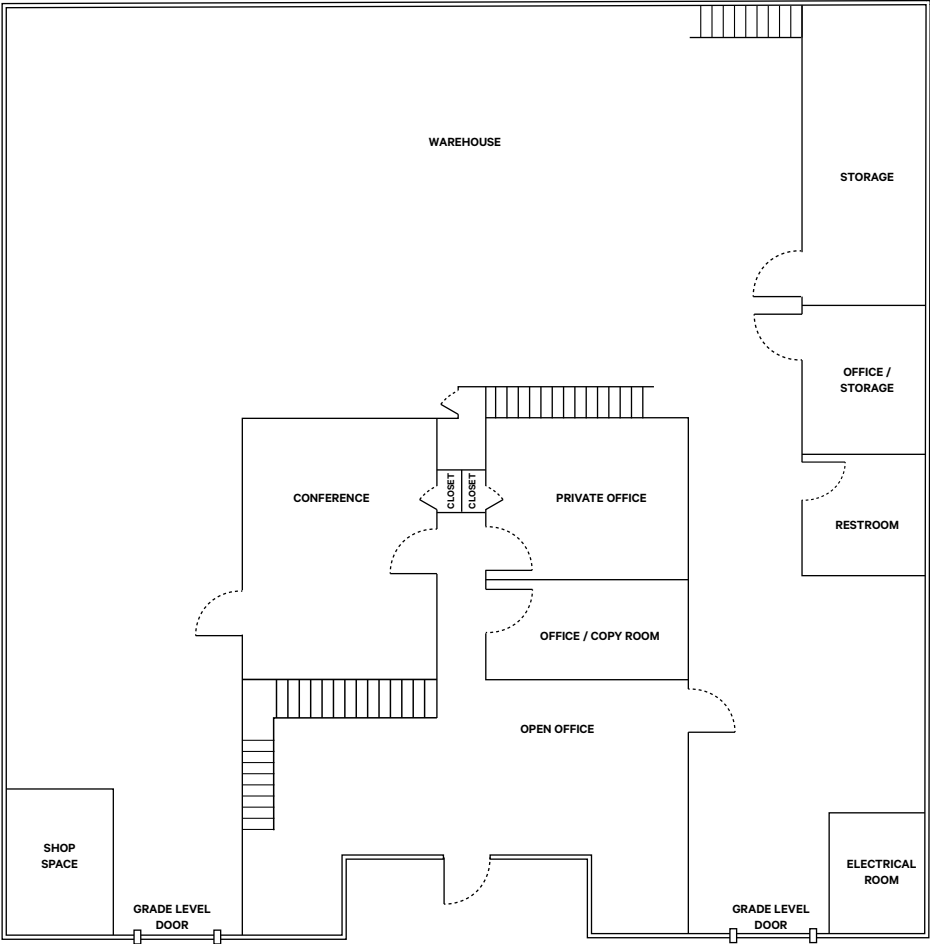 WAREHOUSE
STORAGE
OFFICE /
STORAGE
CONFERENCE
CLOSET
CLOSET
PRIVATE OFFICE
RESTROOM
OFFICE / COPY ROOM
OPEN OFFICE
SHOP
SPACE
ELECTRICAL
ROOM
GRADE LEVEL
DOOR
GRADE LEVEL
DOOR